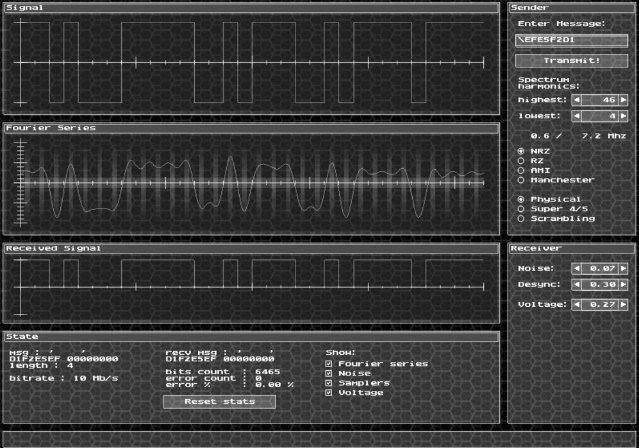 Signal
Fourier Series
Received Signal
State
msg : '    '
D1F2E5EF 00000000
length : 4
bitrate : 10 Mb/s
recv msg : '    '
D1F2E5EF 00000000
bits count : 6465
error count : 0
error % : 0.00 %
Reset stats
Show:
Fourier series
Noise
Samplers
Voltage
Sender
Enter Message:
\EFE5F2D1
Transmit!
Spectrum
harmonics:
highest: 46
lowest: 4
0.6 / 7.2 Mhz
NRZ
RZ
AMI
Manchester
Physical
Super 4/5
Scrambling
Receiver
Noise: 0.07
Desync: 0.30
Voltage: 0.27